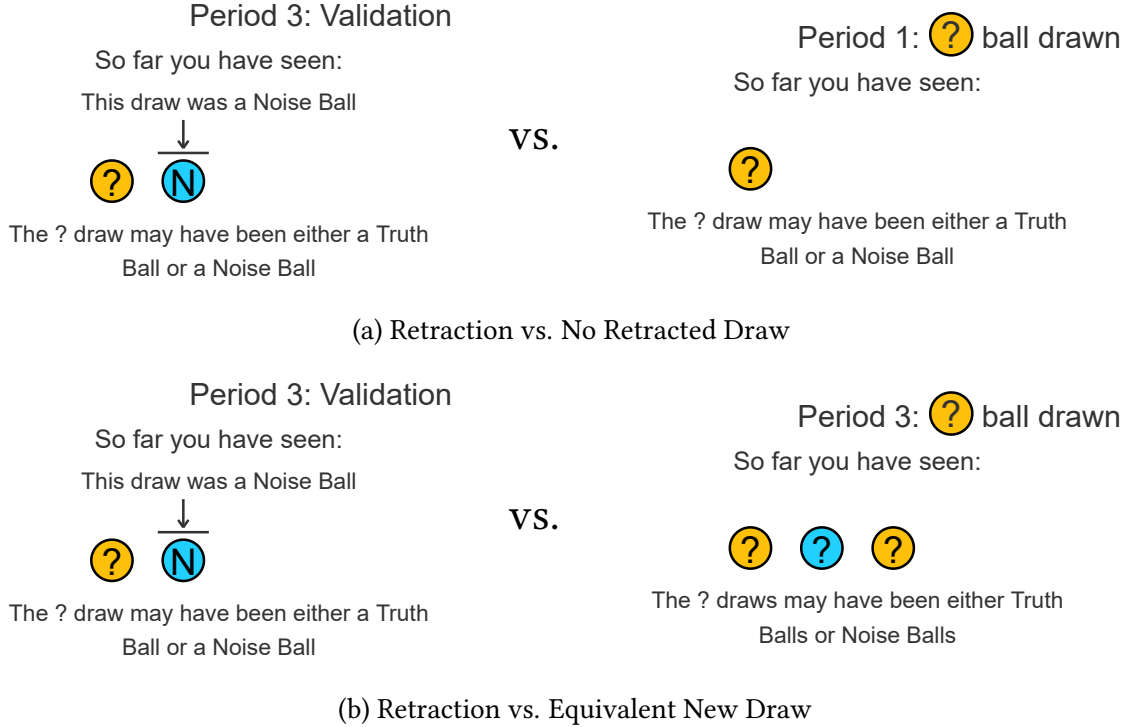 Period 3: Validation
So far you have seen:
This draw was a Noise Ball
? N
The ? draw may have been either a Truth
Ball or a Noise Ball
vs.
Period 1: ? ball drawn
So far you have seen:
?
The ? draw may have been either a Truth
Ball or a Noise Ball
(a) Retraction vs. No Retracted Draw
Period 3: Validation
So far you have seen:
This draw was a Noise Ball
? N
The ? draw may have been either a Truth
Ball or a Noise Ball
vs.
Period 3: ? ball drawn
So far you have seen:
? ? ?
The ? draws may have been either Truth
Balls or Noise Balls
(b) Retraction vs. Equivalent New Draw